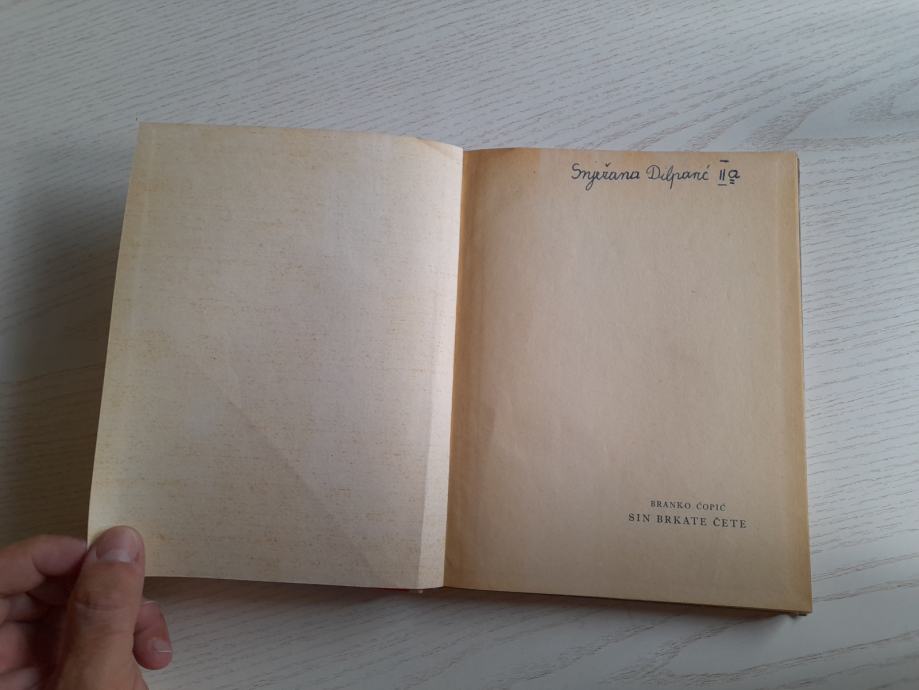 Snježana Dilparić II a
BRANKO ĆOPIĆ
SIN BRKATE ČETE